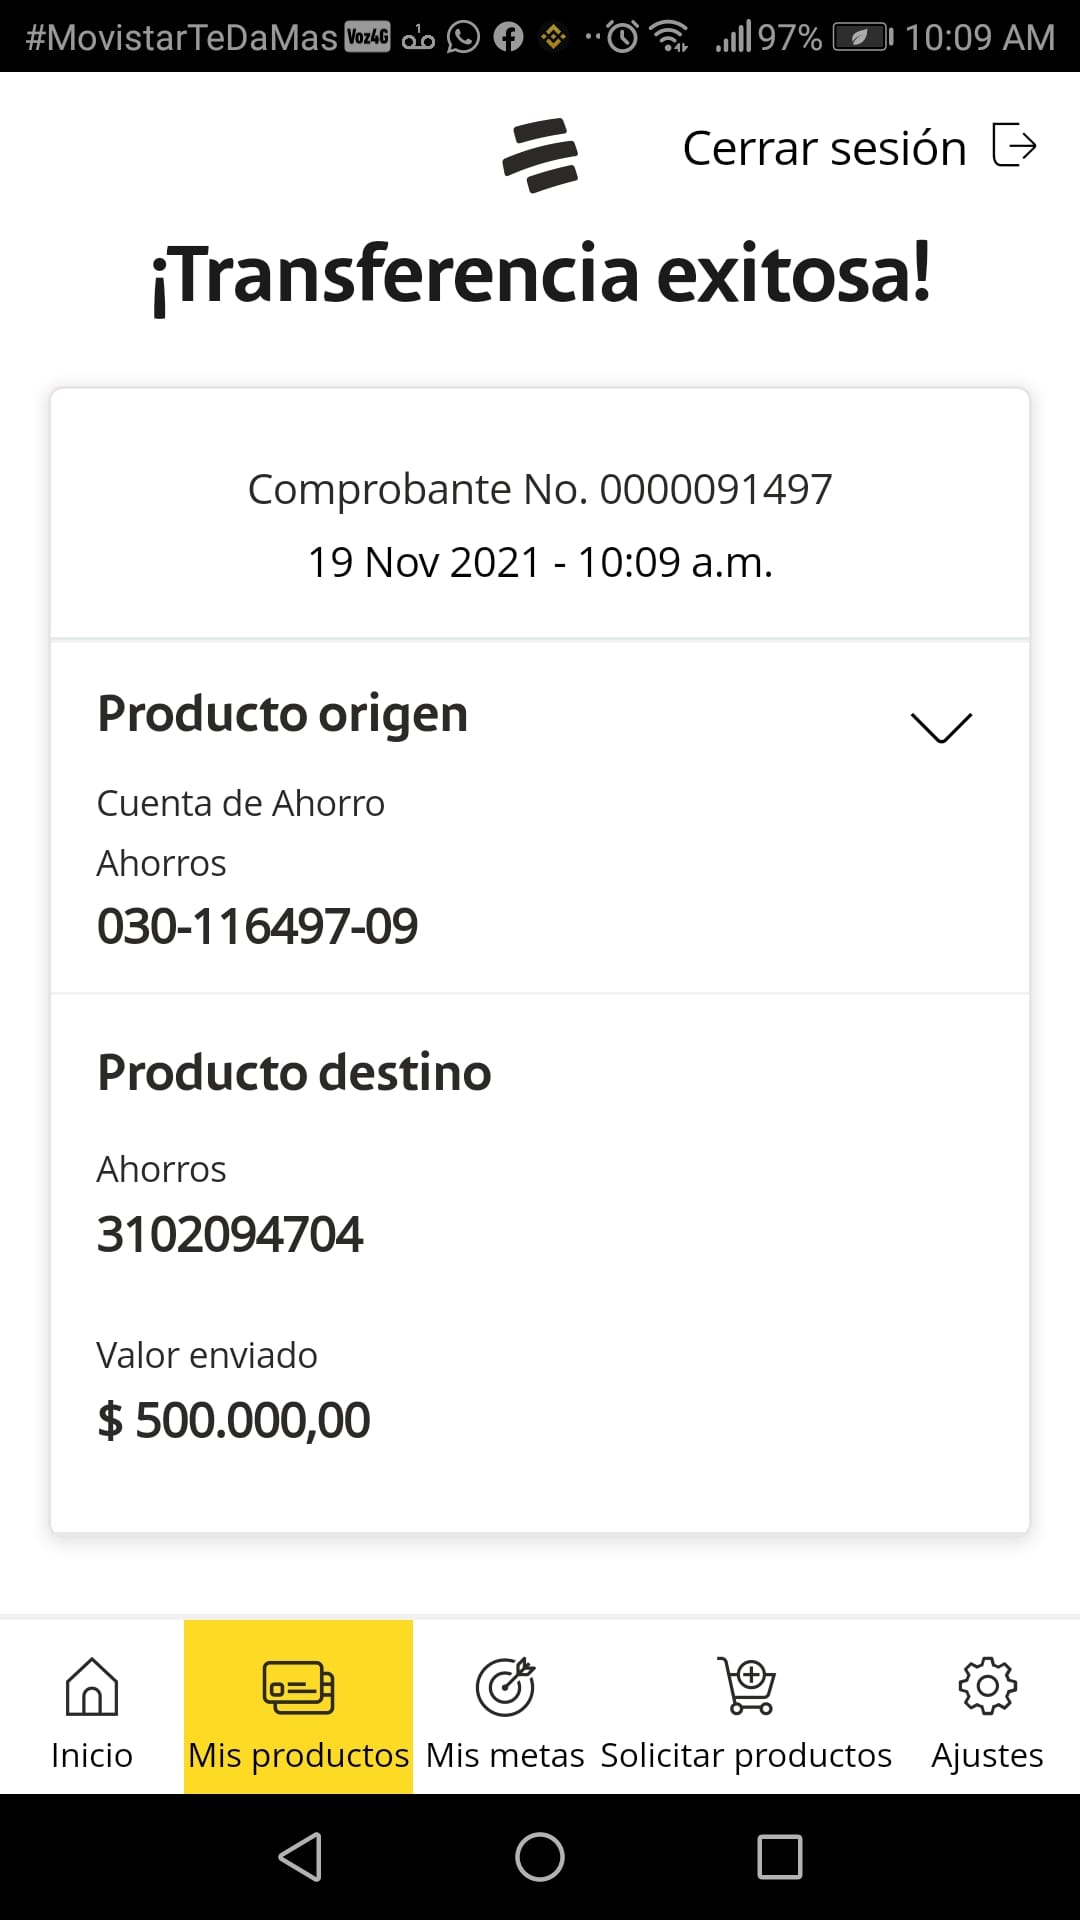 #MovistarTeDaMas Voz4G 97% 10:09 AM
Cerrar sesión
¡Transferencia exitosa!
Comprobante No. 0000091497
19 Nov 2021 - 10:09 a.m.
Producto origen
Cuenta de Ahorro
Ahorros
030-116497-09
Producto destino
Ahorros
3102094704
Valor enviado
$ 500.000,00
Inicio Mis productos Mis metas Solicitar productos Ajustes